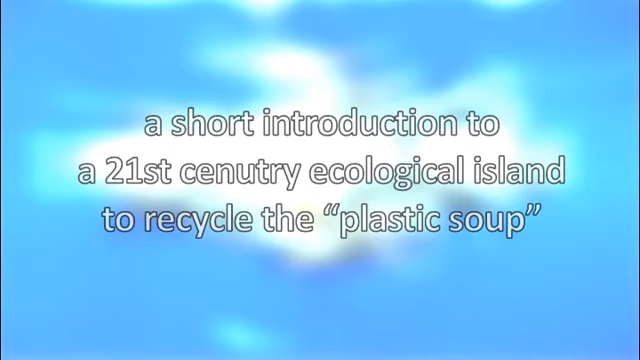 a short introduction to
a 21st cenutry ecological island
to recycle the “plastic soup”